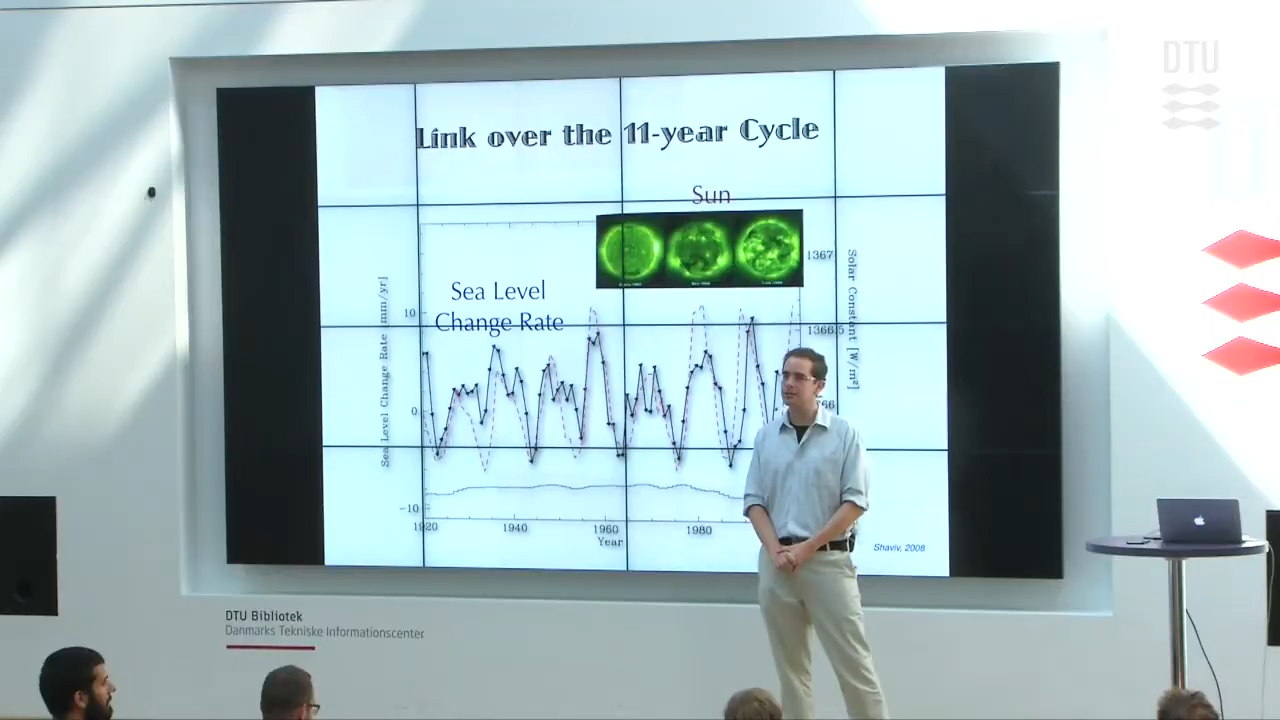 DTU
Link over the 11-year Cycle
Sun
1367
Sea Level
Change Rate
Sea Level Change Rate [mm/yr]
Solar Constant [W/m²]
10
0
-10
1366.5
1920
1940
1960
1980
Year
Shaviv, 2008
DTU Bibliotek
Danmarks Tekniske Informationscenter